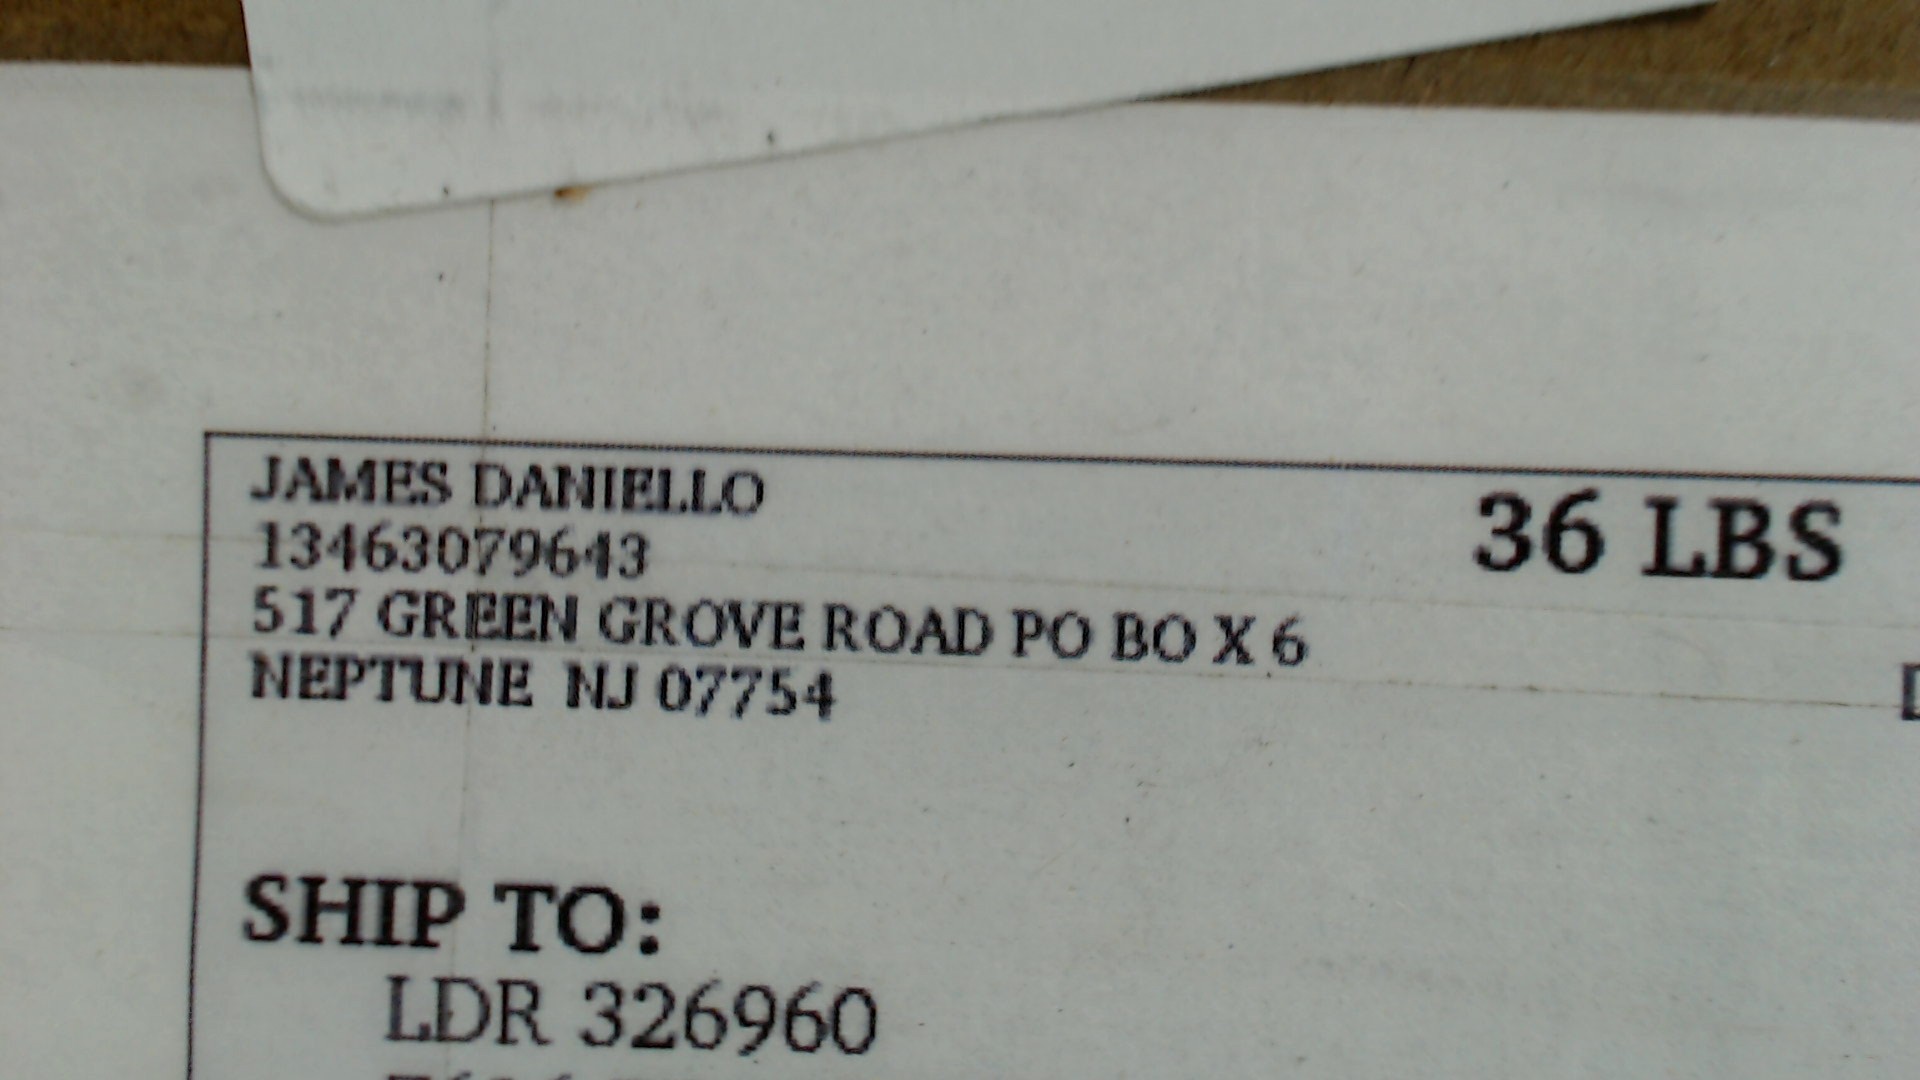 JAMES DANIELLO
36 LBS
13463079643
517 GREEN GROVE ROAD PO BO X 6
NEPTUNE NJ 07754
SHIP TO:
LDR 326960